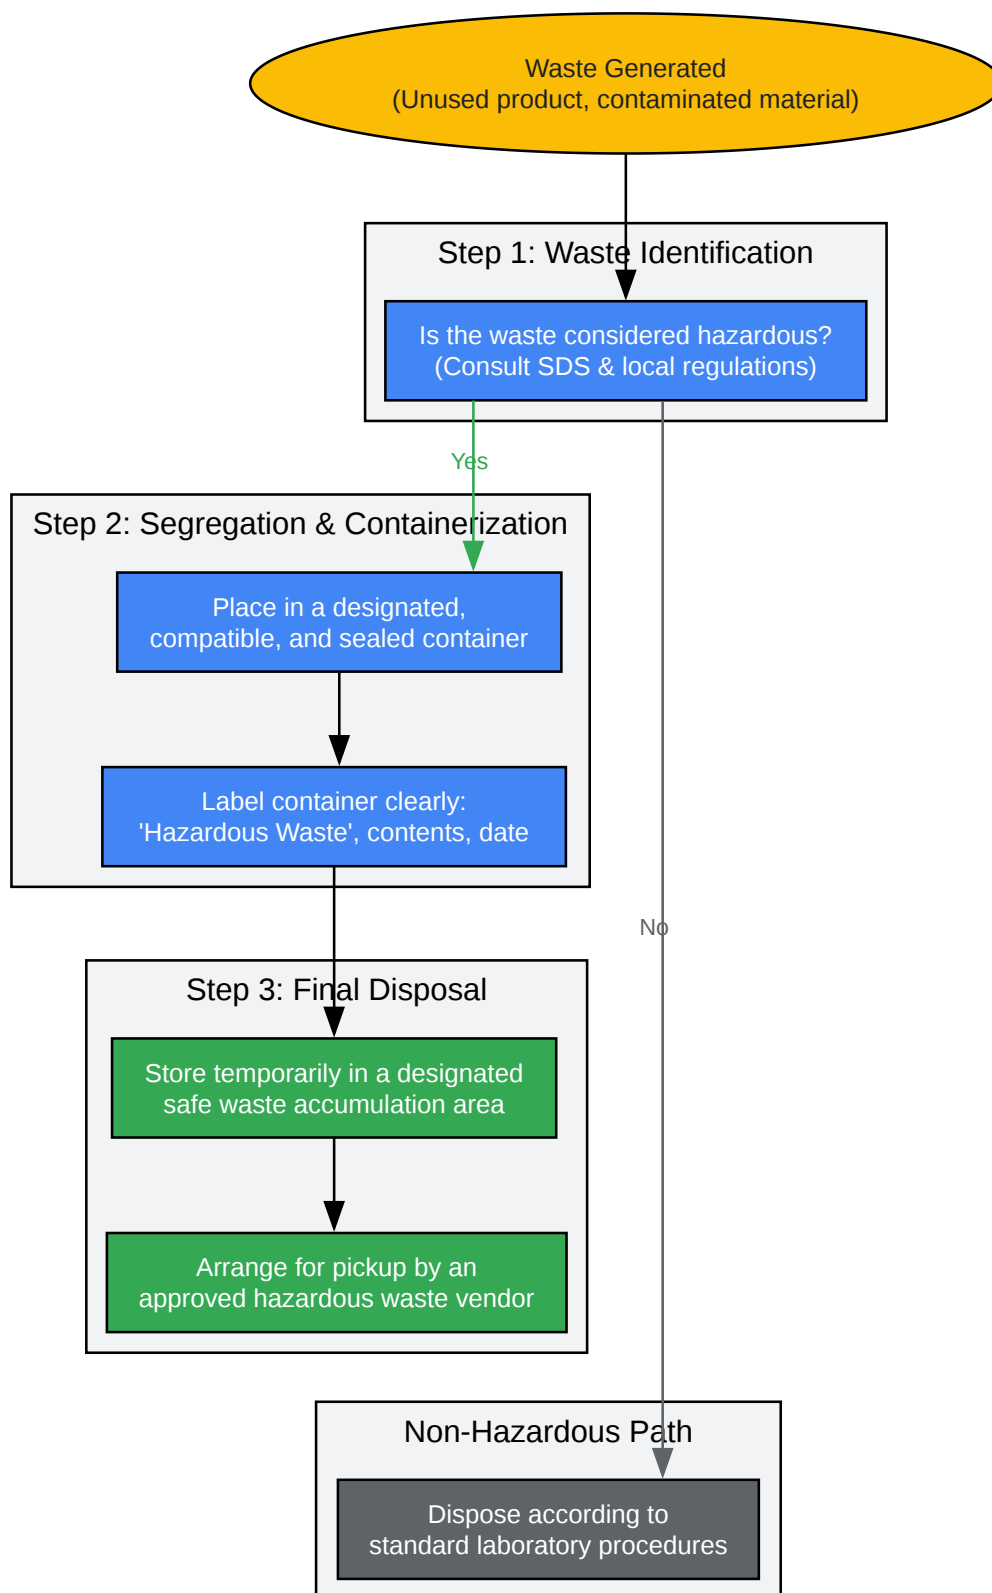 Waste Generated
(Unused product, contaminated material)
Step 1: Waste Identification
Is the waste considered hazardous?
(Consult SDS & local regulations)
Yes
Step 2: Segregation & Containerization
Place in a designated,
compatible, and sealed container
Label container clearly:
'Hazardous Waste', contents, date
No
Step 3: Final Disposal
Store temporarily in a designated
safe waste accumulation area
Arrange for pickup by an
approved hazardous waste vendor
Non-Hazardous Path
Dispose according to
standard laboratory procedures